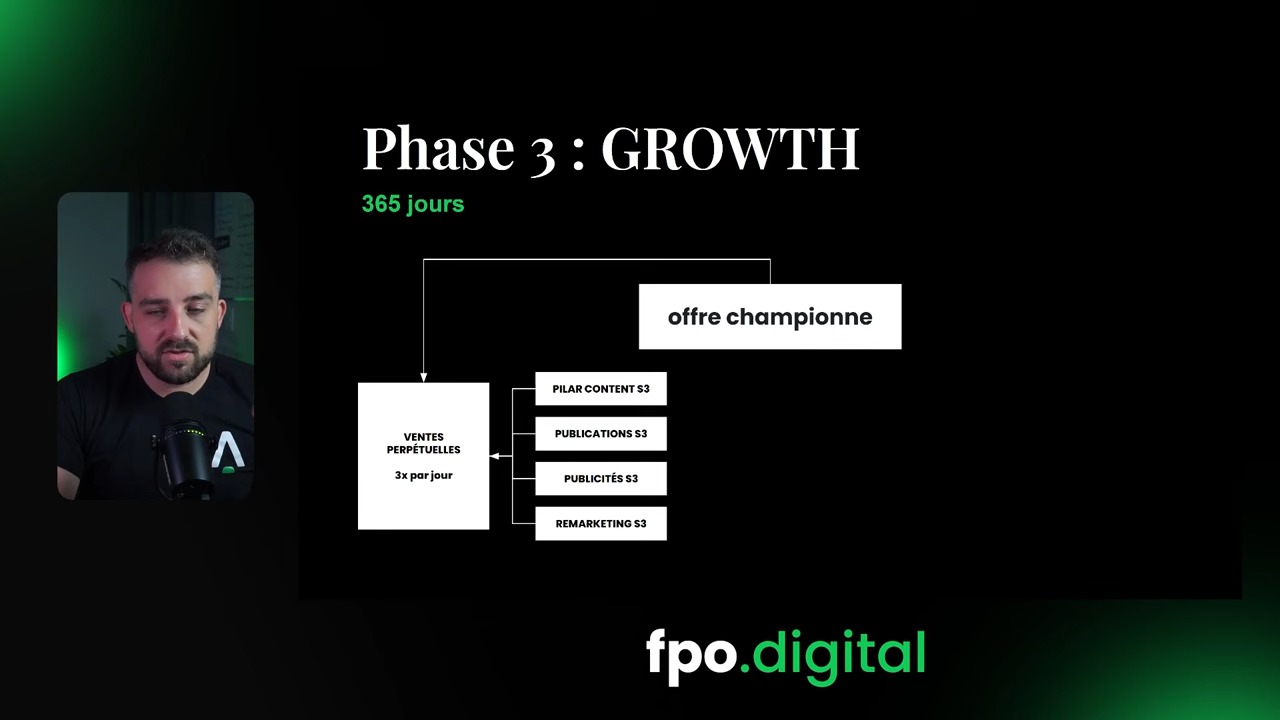 Phase 3 : GROWTH
365 jours
offre championne
VENTES
PERPÉTUELLES
3x par jour
PILAR CONTENT S3
PUBLICATIONS S3
PUBLICITÉS S3
REMARKETING S3
fpo.digital